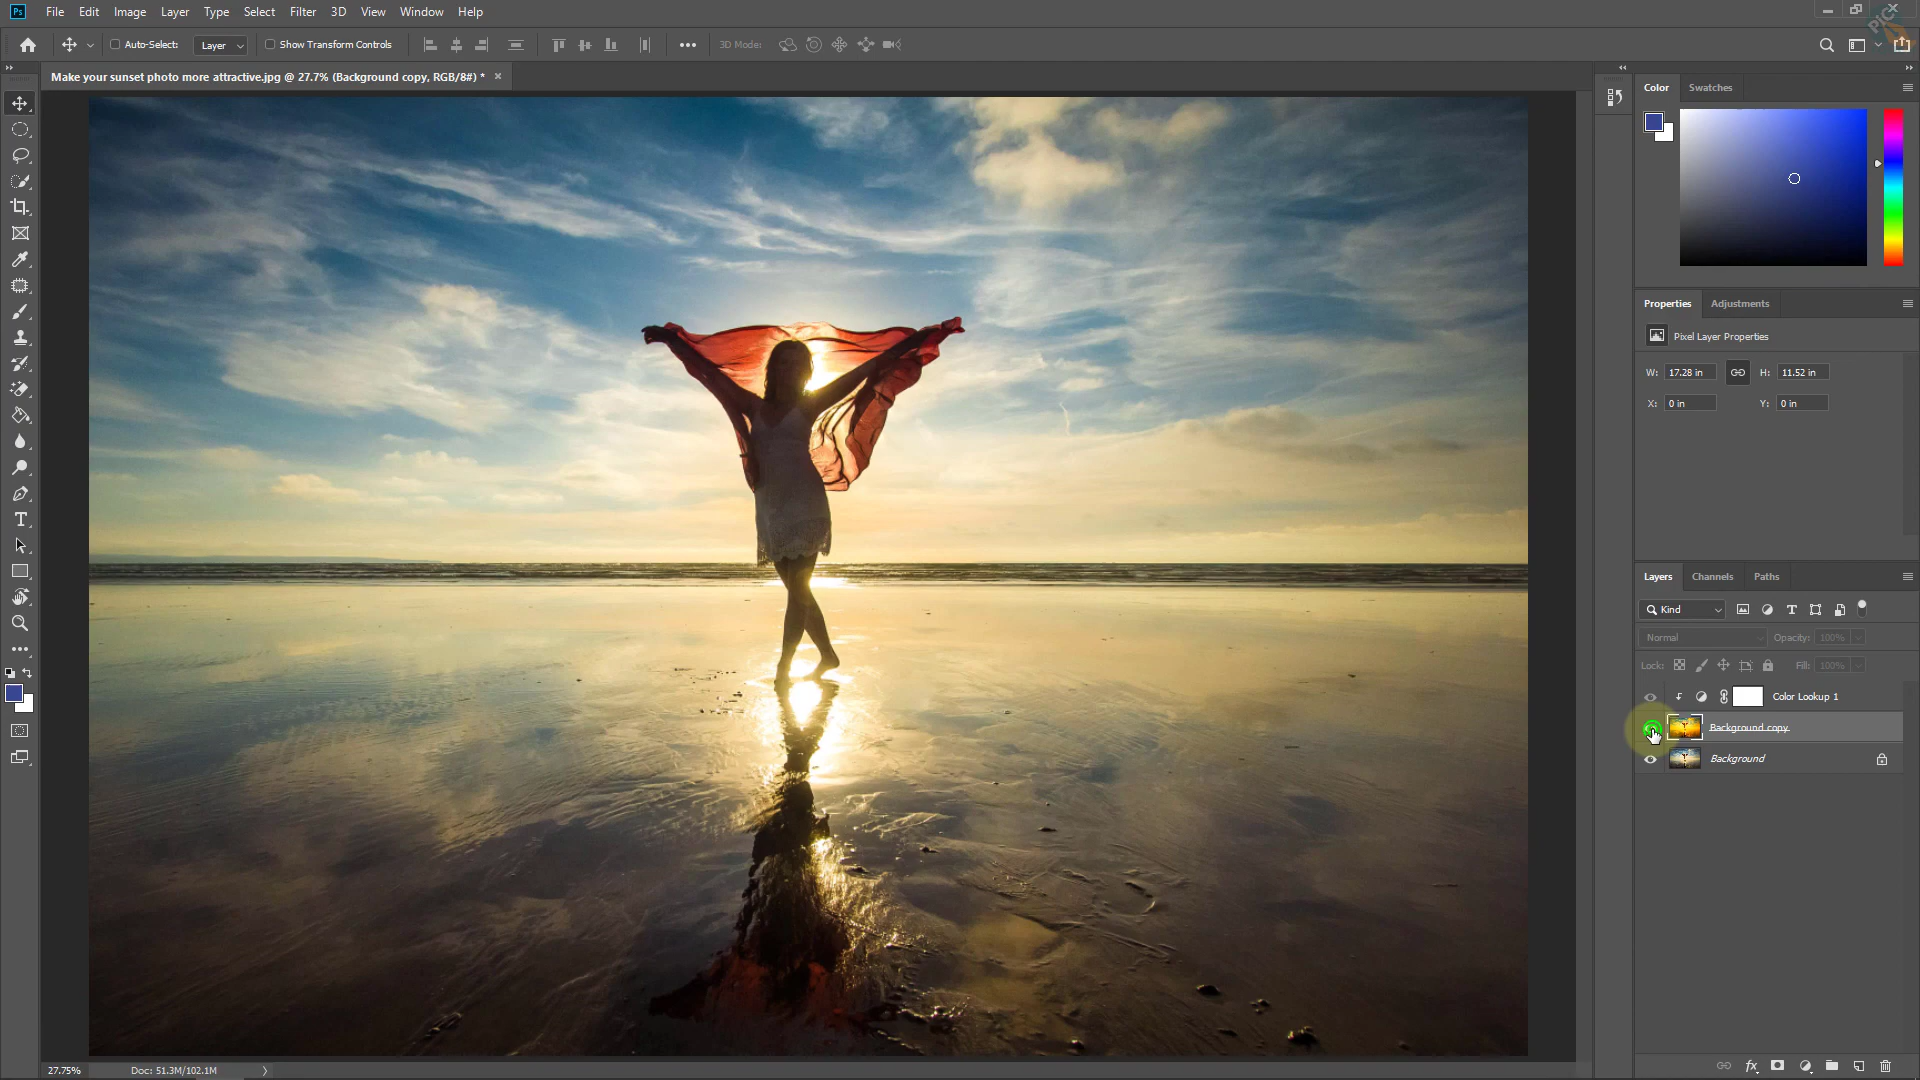 Ps File Edit Image Layer Type Select Filter 3D View Window Help
Auto-Select: Layer Show Transform Controls 3D Mode:
Make your sunset photo more attractive.jpg @ 27.7% (Background copy, RGB/8#) *
Color Swatches
Properties Adjustments
Pixel Layer Properties
W: 17.28 in H: 11.52 in
X: 0 in Y: 0 in
Layers Channels Paths
Kind
Normal Opacity: 100%
Lock: Fill: 100%
Color Lookup 1
Background copy
Background
27.75% Doc: 51.3M/102.1M